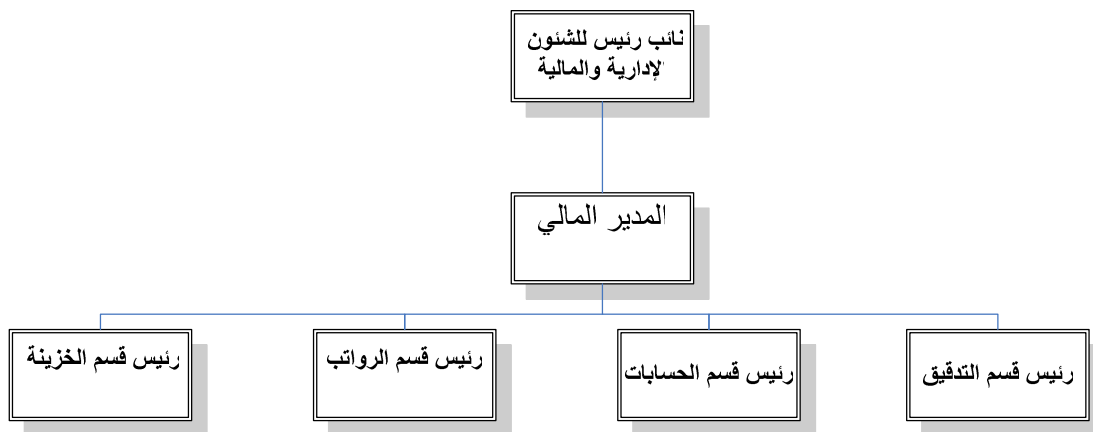 نائب رئيس للشئون
الإدارية والمالية
المدير المالي
رئيس قسم التدقيق
رئيس قسم الحسابات
رئيس قسم الرواتب
رئيس قسم الخزينة